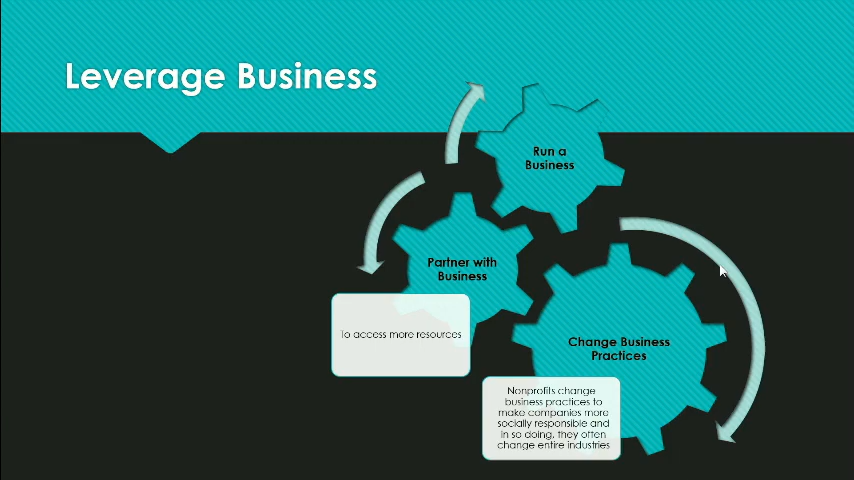 Leverage Business
Run a
Business
Partner with
Business
To access more resources
Change Business
Practices
Nonprofits change
business practices to
make companies more
socially responsible and
in so doing, they often
change entire industries